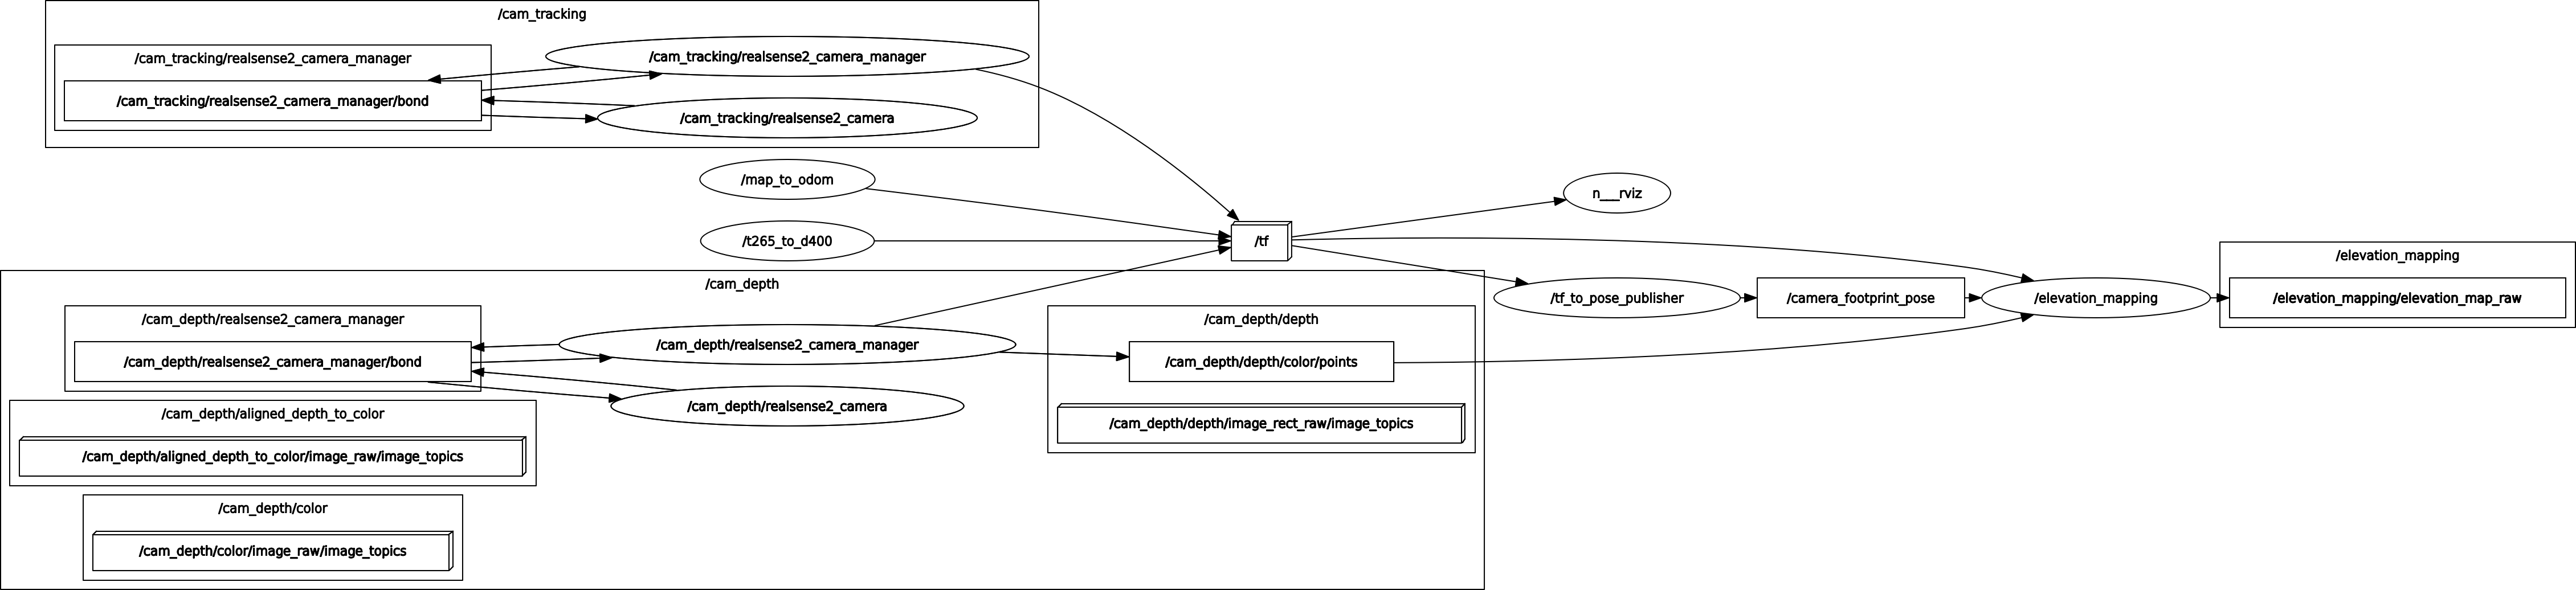 /cam_tracking
/cam_tracking/realsense2_camera_manager
/cam_tracking/realsense2_camera_manager
/cam_tracking/realsense2_camera_manager/bond
/cam_tracking/realsense2_camera
/map_to_odom
n___rviz
/t265_to_d400
/tf
/elevation_mapping
/cam_depth
/tf_to_pose_publisher
/camera_footprint_pose
/elevation_mapping
/elevation_mapping/elevation_map_raw
/cam_depth/realsense2_camera_manager
/cam_depth/depth
/cam_depth/realsense2_camera_manager
/cam_depth/realsense2_camera_manager/bond
/cam_depth/depth/color/points
/cam_depth/realsense2_camera
/cam_depth/aligned_depth_to_color
/cam_depth/depth/image_rect_raw/image_topics
/cam_depth/aligned_depth_to_color/image_raw/image_topics
/cam_depth/color
/cam_depth/color/image_raw/image_topics